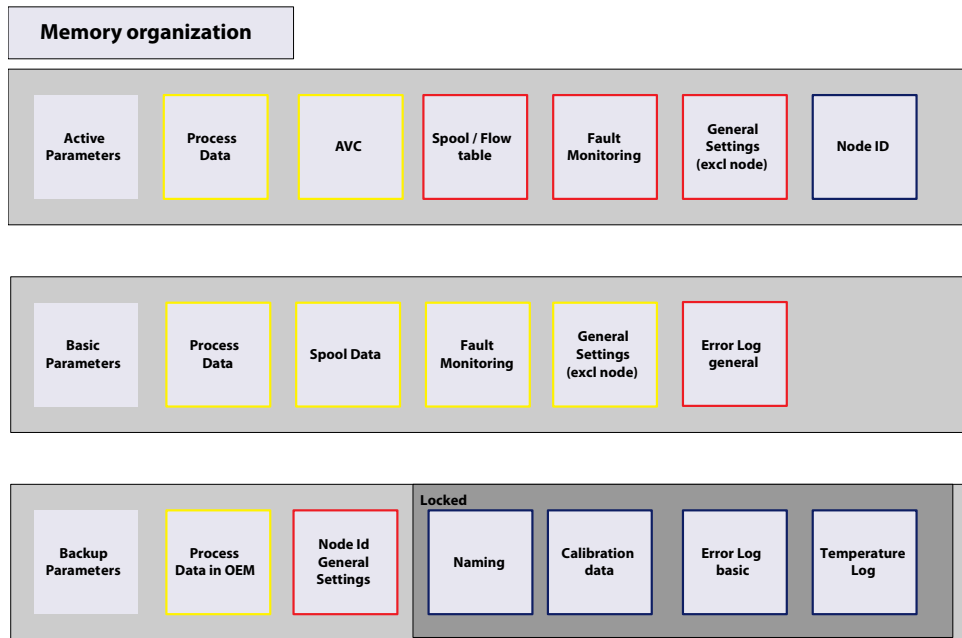 Memory organization
Active
Parameters
Process
Data
AVC
Spool / Flow
table
Fault
Monitoring
General
Settings
(excl node)
Node ID
Basic
Parameters
Process
Data
Spool Data
Fault
Monitoring
General
Settings
(excl node)
Error Log
general
Locked
Backup
Parameters
Process
Data in OEM
Node Id
General
Settings
Naming
Calibration
data
Error Log
basic
Temperature
Log